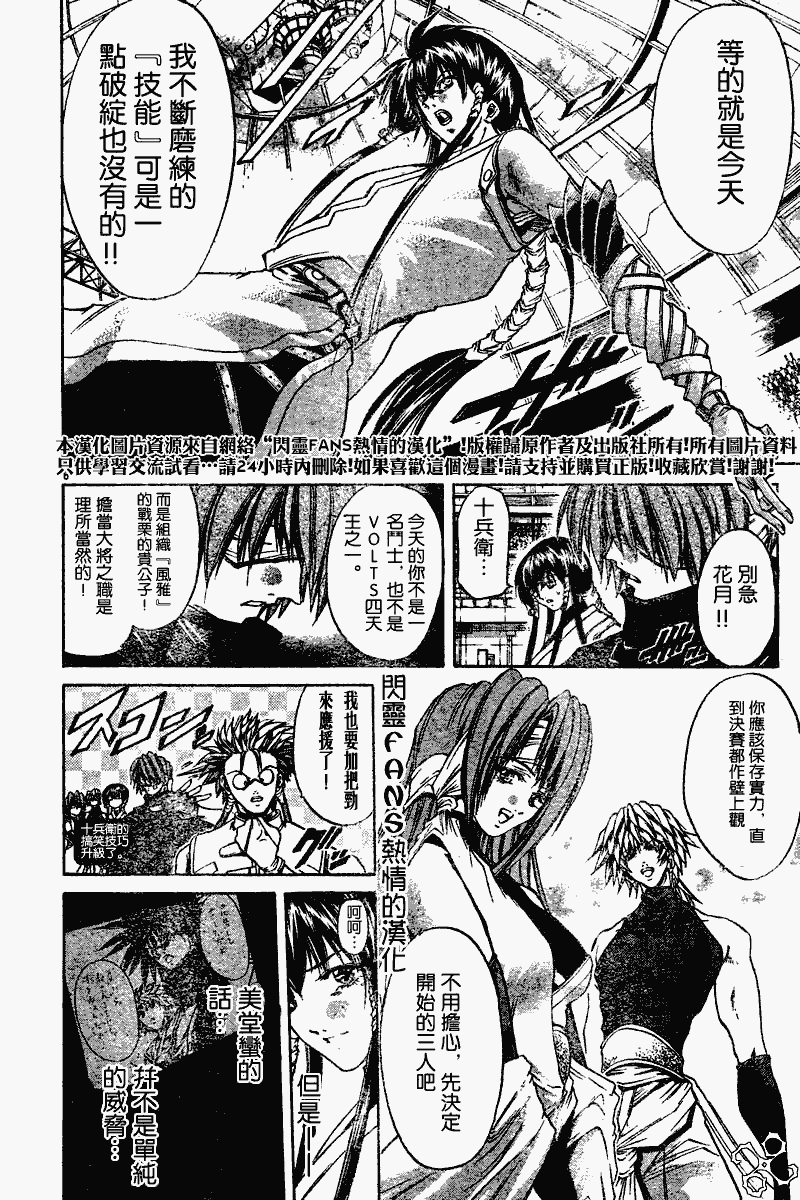 等的就是今天
我不斷磨練的
『技能』可是一
點破綻也沒有的!!
本漢化圖片資源來自網絡“閃靈FANS熱情的漢化”!版權歸原作者及出版社所有!所有圖片資料
只供學習交流試看…請24小時內刪除!如果喜歡這個漫畫!請支持並購買正版!收藏欣賞!謝謝!
別急
花月!!
十兵衛…
今天的你不是一
名鬥士，也不是
VOLTS四天
王之一。
而是組織『風雅』
的戰栗的貴公子!
擔當大將之職是
理所當然的!
你應該保存實力，直
到決賽都作壁上觀
不用擔心，先決定
開始的三人吧
閃靈FANS熱情的漢化
我也要加把勁
來應援了!
スコーン
グッ
十兵衛的
搞笑技巧
升級了。
呵呵…
但是——
美堂蠻的
話…
幷不是單純
的威脅…